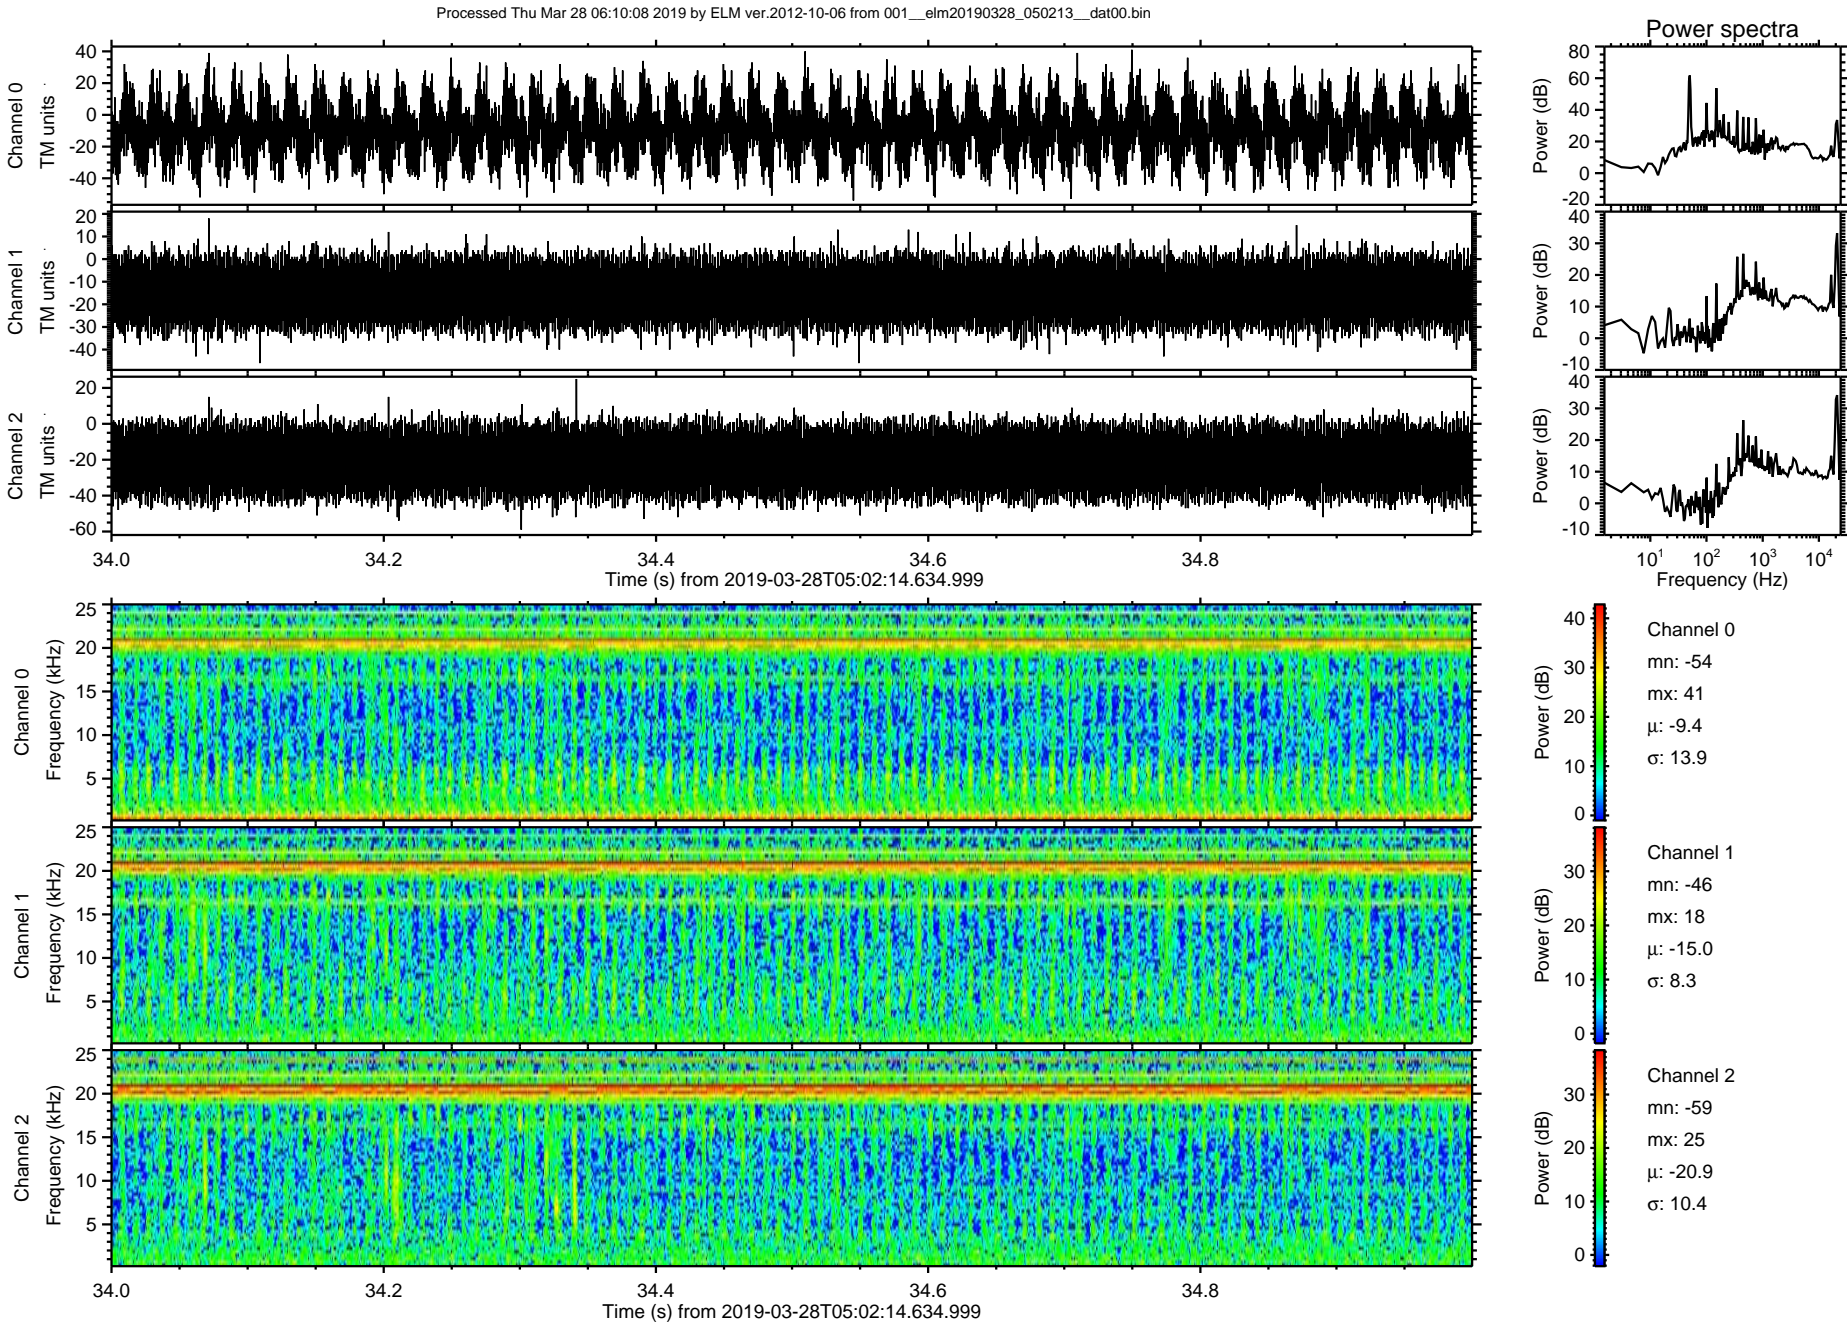 Processed Thu Mar 28 06:10:08 2019 by ELM ver.2012-10-06 from 001__elm20190328_050213__dat00.bin
Power spectra
Channel 0
TM units
40
20
0
-20
-40
Power (dB)
80
60
40
20
0
-20
Channel 1
TM units
20
10
0
-10
-20
-30
-40
Power (dB)
40
30
20
10
0
-10
Channel 2
TM units
20
0
-20
-40
-60
Power (dB)
40
30
20
10
0
-10
34.0 34.2 34.4 34.6 34.8
Time (s) from 2019-03-28T05:02:14.634.999
10^1 10^2 10^3 10^4
Frequency (Hz)
Channel 0
Frequency (kHz)
25
20
15
10
5
Power (dB)
40
30
20
10
0
Channel 0
mn: -54
mx: 41
μ: -9.4
σ: 13.9
Channel 1
Frequency (kHz)
25
20
15
10
5
Power (dB)
30
20
10
0
Channel 1
mn: -46
mx: 18
μ: -15.0
σ: 8.3
Channel 2
Frequency (kHz)
25
20
15
10
5
Power (dB)
30
20
10
0
Channel 2
mn: -59
mx: 25
μ: -20.9
σ: 10.4
34.0 34.2 34.4 34.6 34.8
Time (s) from 2019-03-28T05:02:14.634.999